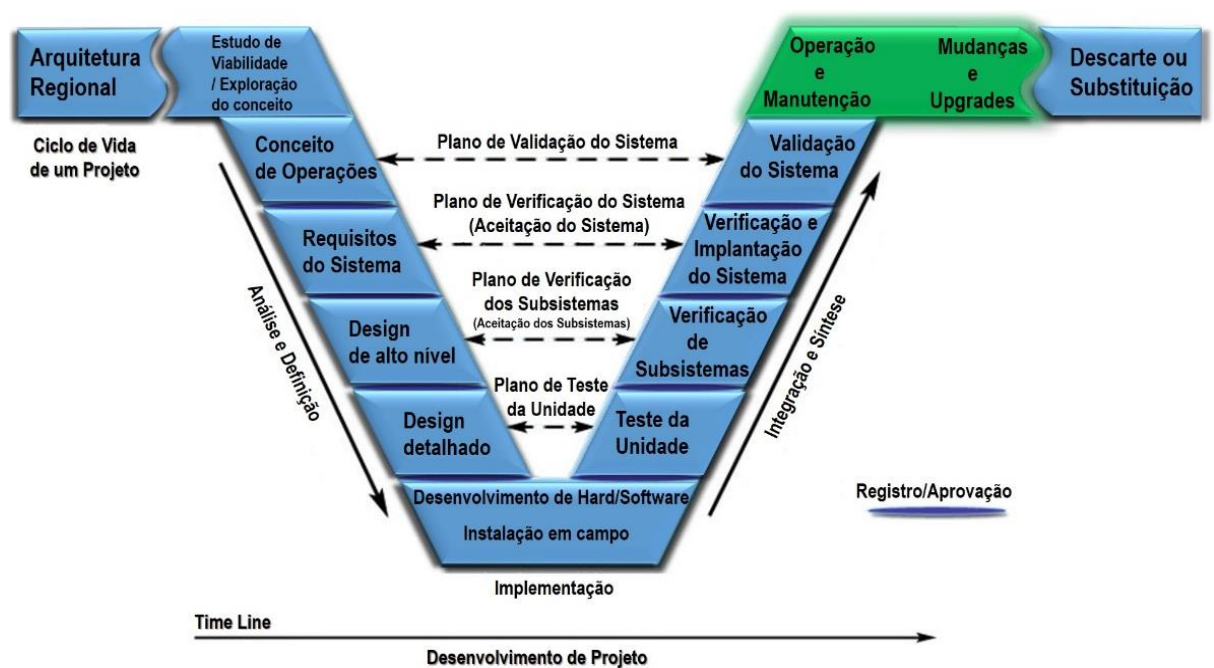 Arquitetura
Regional
Estudo de
Viabilidade
/ Exploração
do conceito
Operação
e
Manutenção
Mudanças
e
Upgrades
Descarte ou
Substituição
Ciclo de Vida
de um Projeto
Conceito
de Operações
Plano de Validação do Sistema
Validação
do Sistema
Requisitos
do Sistema
Plano de Verificação do Sistema
(Aceitação do Sistema)
Verificação e
Implantação
do Sistema
Design
de alto nível
Plano de Verificação
dos Subsistemas
(Aceitação dos Subsistemas)
Verificação
de
Subsistemas
Design
detalhado
Plano de Teste
da Unidade
Teste da
Unidade
Análise e Definição
Integração e Síntese
Desenvolvimento de Hard/Software
Instalação em campo
Registro/Aprovação
Implementação
Time Line
Desenvolvimento de Projeto